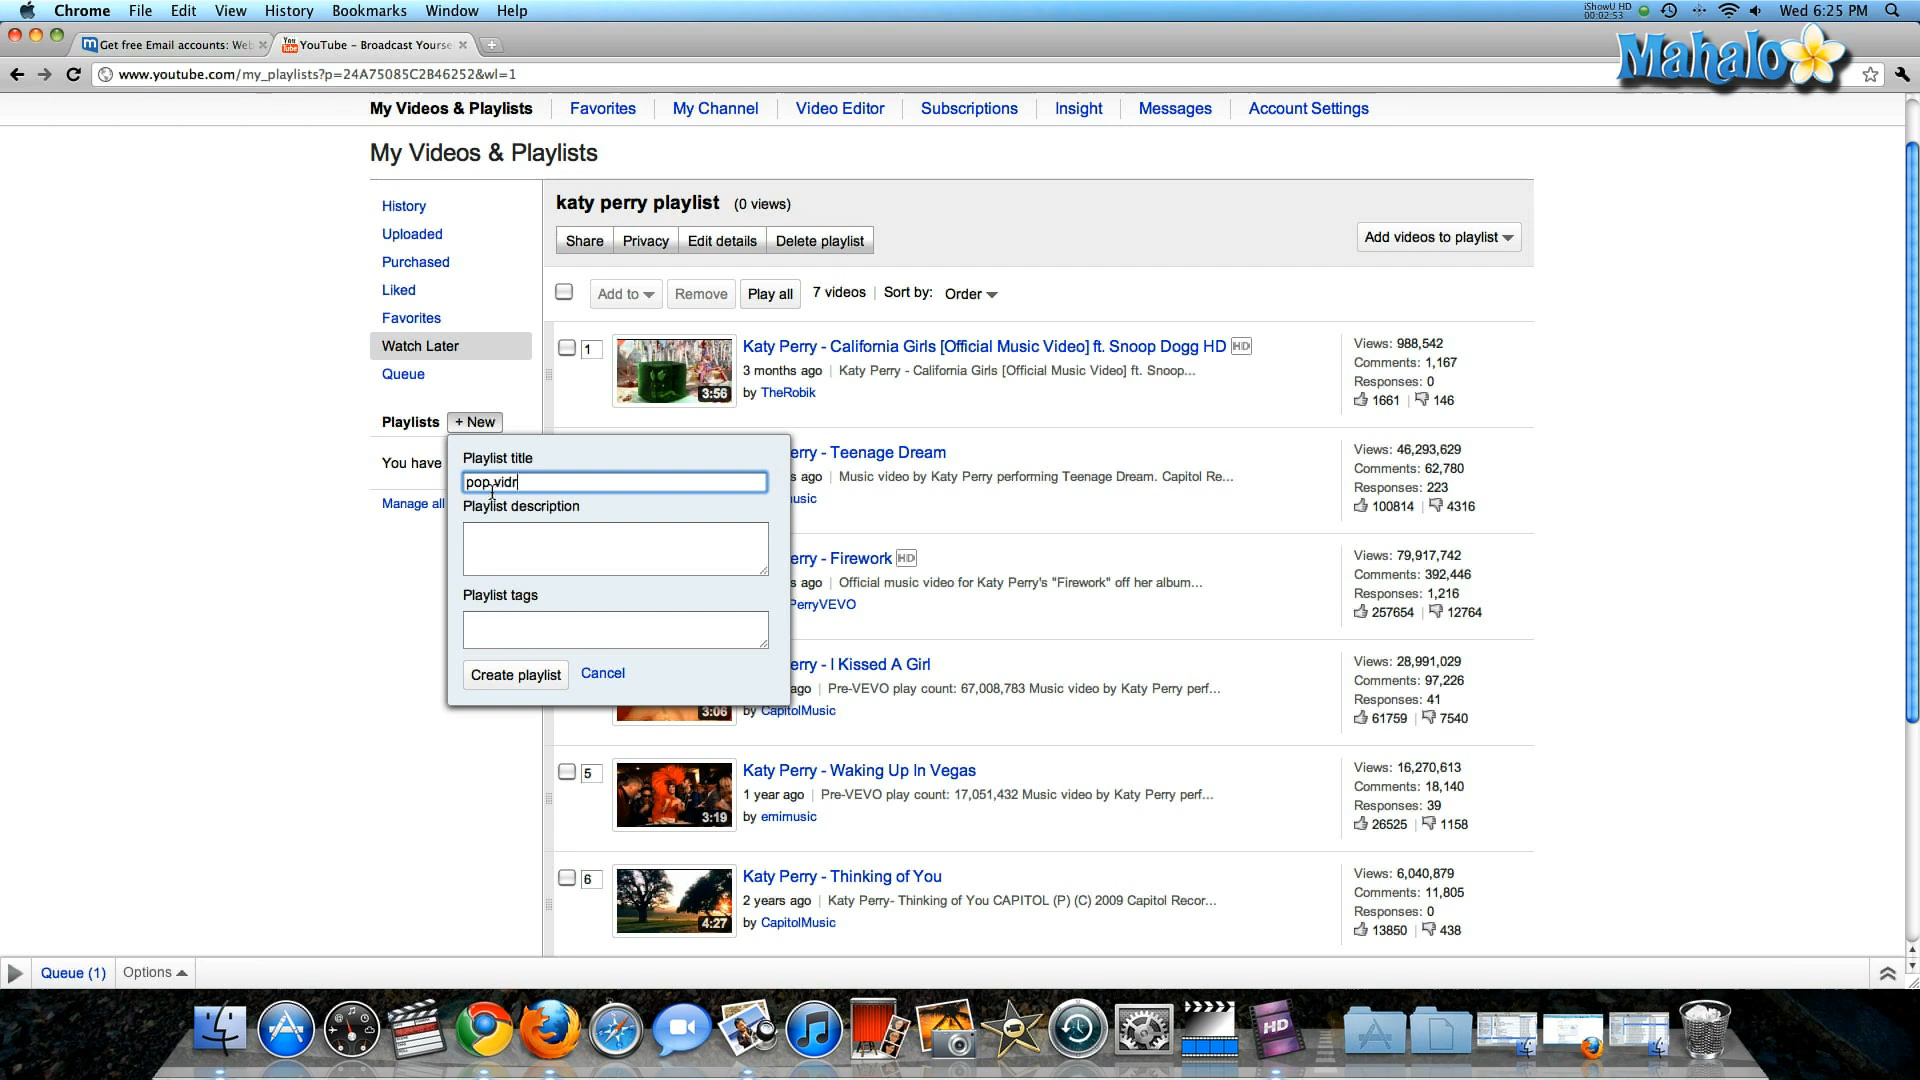 Chrome File Edit View History Bookmarks Window Help
iShowU HD
00:02:53
Wed 6:25 PM
Get free Email accounts: Web
YouTube - Broadcast Yourse
www.youtube.com/my_playlists?p=24A75085C2B46252&wl=1
Mahalo
My Videos & Playlists Favorites My Channel Video Editor Subscriptions Insight Messages Account Settings
My Videos & Playlists
History
Uploaded
Purchased
Liked
Favorites
Watch Later
Queue
Playlists + New
You have
Manage all
katy perry playlist (0 views)
Share Privacy Edit details Delete playlist
Add videos to playlist
Add to Remove Play all 7 videos Sort by: Order
1
3:56
Katy Perry - California Girls [Official Music Video] ft. Snoop Dogg HD HD
3 months ago Katy Perry - California Girls [Official Music Video] ft. Snoop...
by TheRobik
Views: 988,542
Comments: 1,167
Responses: 0
1661 146
Playlist title
pop vidr
Playlist description
Playlist tags
Create playlist Cancel
erry - Teenage Dream
s ago Music video by Katy Perry performing Teenage Dream. Capitol Re...
usic
Views: 46,293,629
Comments: 62,780
Responses: 223
100814 4316
erry - Firework HD
s ago Official music video for Katy Perry's "Firework" off her album...
PerryVEVO
Views: 79,917,742
Comments: 392,446
Responses: 1,216
257654 12764
erry - I Kissed A Girl
ago Pre-VEVO play count: 67,008,783 Music video by Katy Perry perf...
3:06
by CapitolMusic
Views: 28,991,029
Comments: 97,226
Responses: 41
61759 7540
5
3:19
Katy Perry - Waking Up In Vegas
1 year ago Pre-VEVO play count: 17,051,432 Music video by Katy Perry perf...
by emimusic
Views: 16,270,613
Comments: 18,140
Responses: 39
26525 1158
6
4:27
Katy Perry - Thinking of You
2 years ago Katy Perry- Thinking of You CAPITOL (P) (C) 2009 Capitol Recor...
by CapitolMusic
Views: 6,040,879
Comments: 11,805
Responses: 0
13850 438
Queue (1) Options
HD